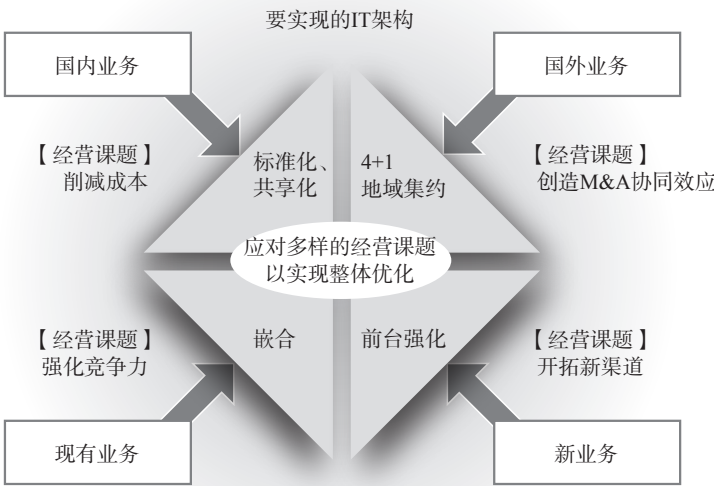 要实现的IT架构
国内业务
国外业务
【经营课题】
削减成本
标准化、
共享化
4+1
地域集约
【经营课题】
创造M&A协同效应
应对多样的经营课题
以实现整体优化
【经营课题】
强化竞争力
嵌合
前台强化
【经营课题】
开拓新渠道
现有业务
新业务